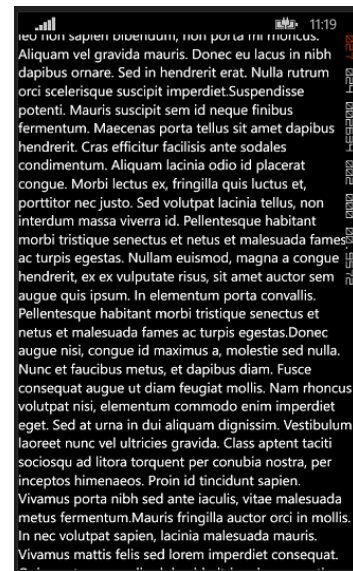 11:19
leo non sapien bibendum, non porta mi rhoncus.
Aliquam vel gravida mauris. Donec eu lacus in nibh
dapibus ornare. Sed in hendrerit erat. Nulla rutrum
orci scelerisque suscipit imperdiet.Suspendisse
potenti. Mauris suscipit sem id neque finibus
fermentum. Maecenas porta tellus sit amet dapibus
hendrerit. Cras efficitur facilisis ante sodales
condimentum. Aliquam lacinia odio id placerat
congue. Morbi lectus ex, fringilla quis luctus et,
porttitor nec justo. Sed volutpat lacinia tellus, non
interdum massa viverra id. Pellentesque habitant
morbi tristique senectus et netus et malesuada fames
ac turpis egestas. Nullam euismod, magna a congue
hendrerit, ex ex vulputate risus, sit amet auctor sem
augue quis ipsum. In elementum porta convallis.
Pellentesque habitant morbi tristique senectus et
netus et malesuada fames ac turpis egestas.Donec
augue nisi, congue id maximus a, molestie sed nulla.
Nunc et faucibus metus, et dapibus diam. Fusce
consequat augue ut diam feugiat mollis. Nam rhoncus
volutpat nisi, elementum commodo enim imperdiet
eget. Sed at urna in dui aliquam dignissim. Vestibulum
laoreet nunc vel ultricies gravida. Class aptent taciti
sociosqu ad litora torquent per conubia nostra, per
inceptos himenaeos. Proin id tincidunt sapien.
Vivamus porta nibh sed ante iaculis, vitae malesuada
metus fermentum.Mauris fringilla auctor orci in mollis.
In nec volutpat sapien, lacinia malesuada mauris.
Vivamus mattis felis sed lorem imperdiet consequat.